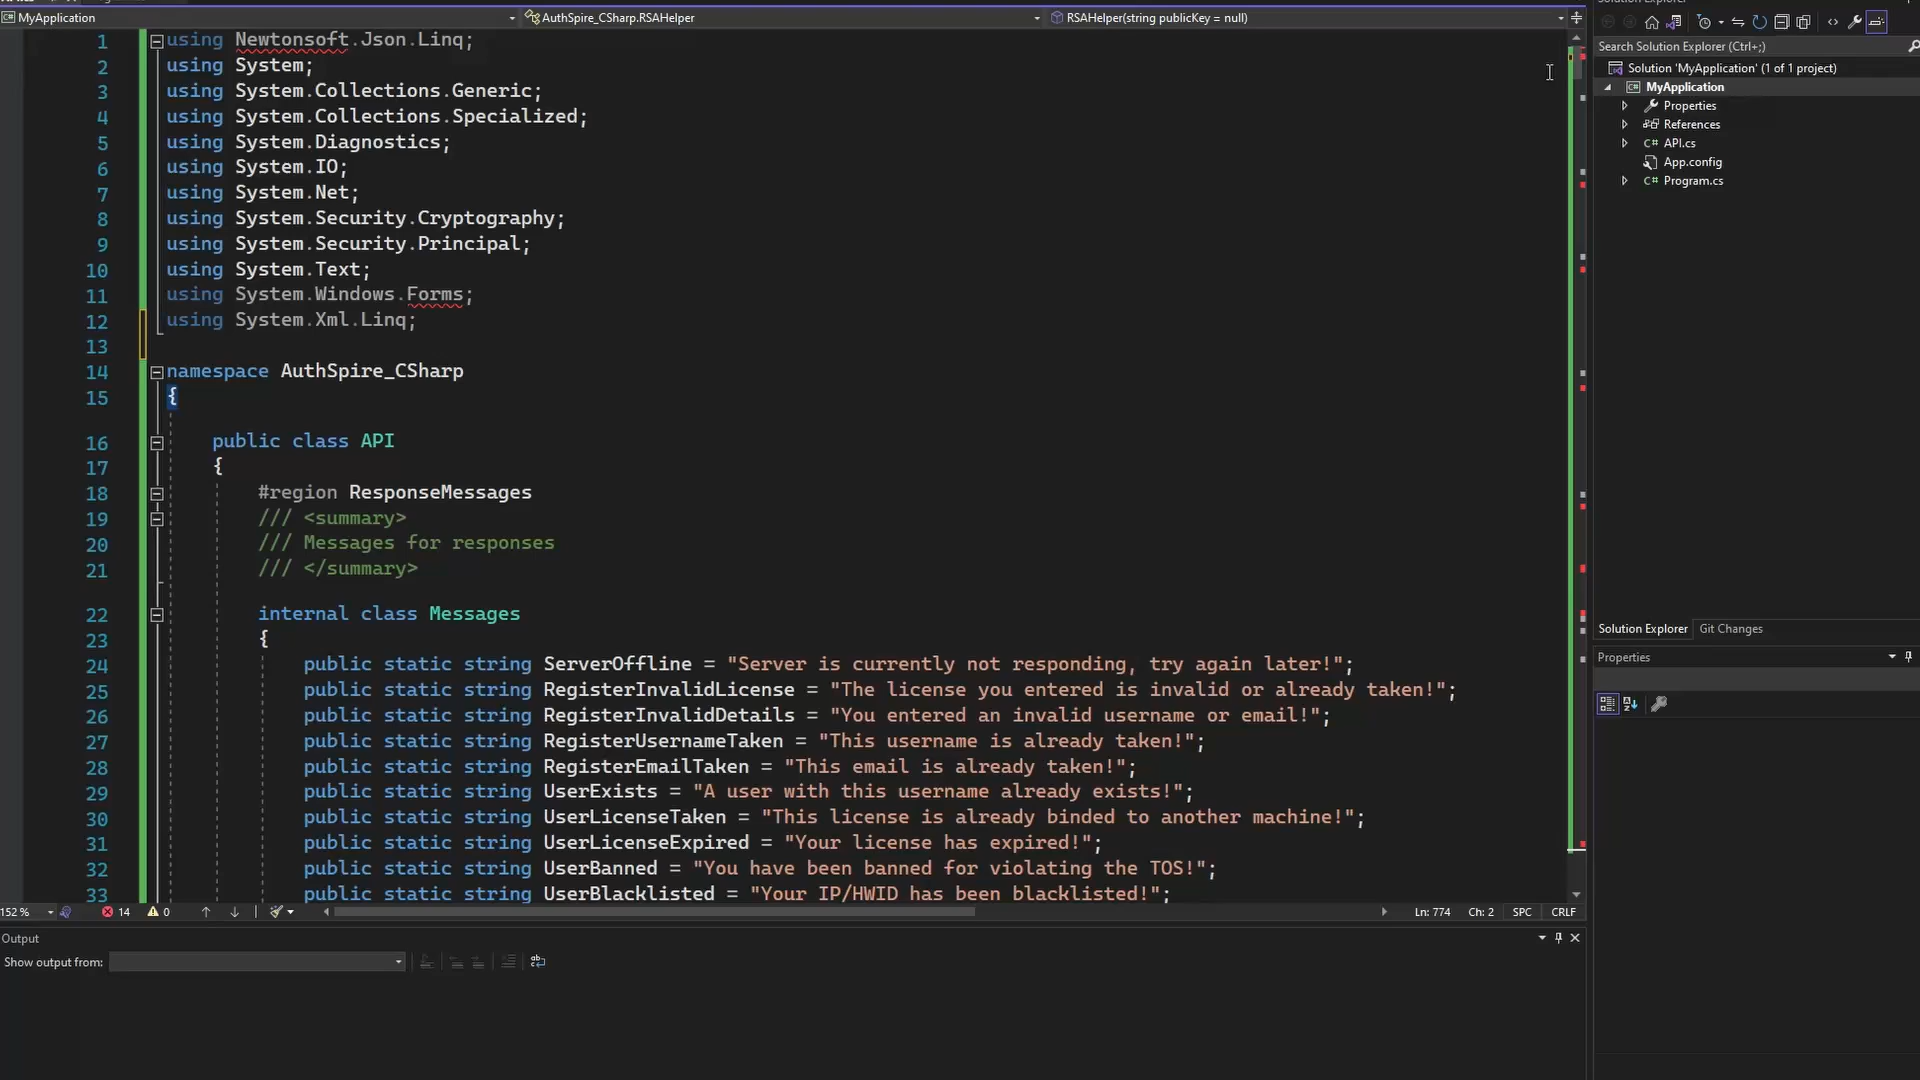 MyApplication
AuthSpire_CSharp.RSAHelper
RSAHelper(string publicKey = null)
1 using Newtonsoft.Json.Linq;
2 using System;
3 using System.Collections.Generic;
4 using System.Collections.Specialized;
5 using System.Diagnostics;
6 using System.IO;
7 using System.Net;
8 using System.Security.Cryptography;
9 using System.Security.Principal;
10 using System.Text;
11 using System.Windows.Forms;
12 using System.Xml.Linq;
13
14 namespace AuthSpire_CSharp
15 {
16 public class API
17 {
18 #region ResponseMessages
19 /// <summary>
20 /// Messages for responses
21 /// </summary>
22 internal class Messages
23 {
24 public static string ServerOffline = "Server is currently not responding, try again later!";
25 public static string RegisterInvalidLicense = "The license you entered is invalid or already taken!";
26 public static string RegisterInvalidDetails = "You entered an invalid username or email!";
27 public static string RegisterUsernameTaken = "This username is already taken!";
28 public static string RegisterEmailTaken = "This email is already taken!";
29 public static string UserExists = "A user with this username already exists!";
30 public static string UserLicenseTaken = "This license is already binded to another machine!";
31 public static string UserLicenseExpired = "Your license has expired!";
32 public static string UserBanned = "You have been banned for violating the TOS!";
33 public static string UserBlacklisted = "Your IP/HWID has been blacklisted!";
152 %
14
0
Ln: 774 Ch: 2 SPC CRLF
Output
Show output from:
Solution Explorer
Search Solution Explorer (Ctrl+;)
Solution 'MyApplication' (1 of 1 project)
MyApplication
Properties
References
API.cs
App.config
Program.cs
Solution Explorer Git Changes
Properties